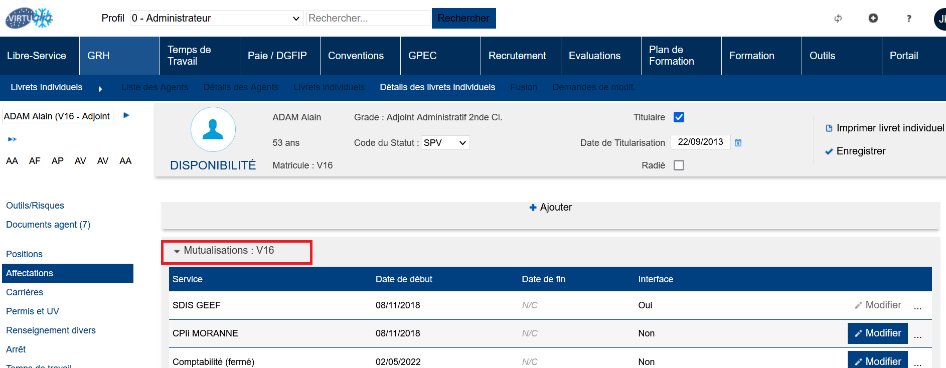 VIRTUO
Profil 0 - Administrateur Rechercher... Rechercher ?
Libre-Service GRH Temps de Travail Paie / DGFIP Conventions GPEC Recrutement Evaluations Plan de Formation Formation Outils Portail
Livrets Individuels Liste des Agents Détails des Agents Livrets Individuels Détails des livrets individuels Fusion Demandes de modif.
ADAM Alain (V16 - Adjoint
AA AF AP AV AV AA
DISPONIBILITÉ
ADAM Alain Grade : Adjoint Administratif 2nde Cl. Titulaire
53 ans Code du Statut : SPV Date de Titularisation 22/09/2013
Matricule : V16 Radié
Imprimer livret individuel
Enregistrer
Outils/Risques
Documents agent (7)
Positions
Affectations
Carrières
Permis et UV
Renseignement divers
Arrêt
Temps de travail
+ Ajouter
Mutualisations : V16
Service Date de début Date de fin Interface
SDIS GEEF 08/11/2018 N/C Oui Modifier ...
CPII MORANNE 08/11/2018 N/C Non Modifier ...
Comptabilité (fermé) 02/05/2022 N/C Non Modifier ...